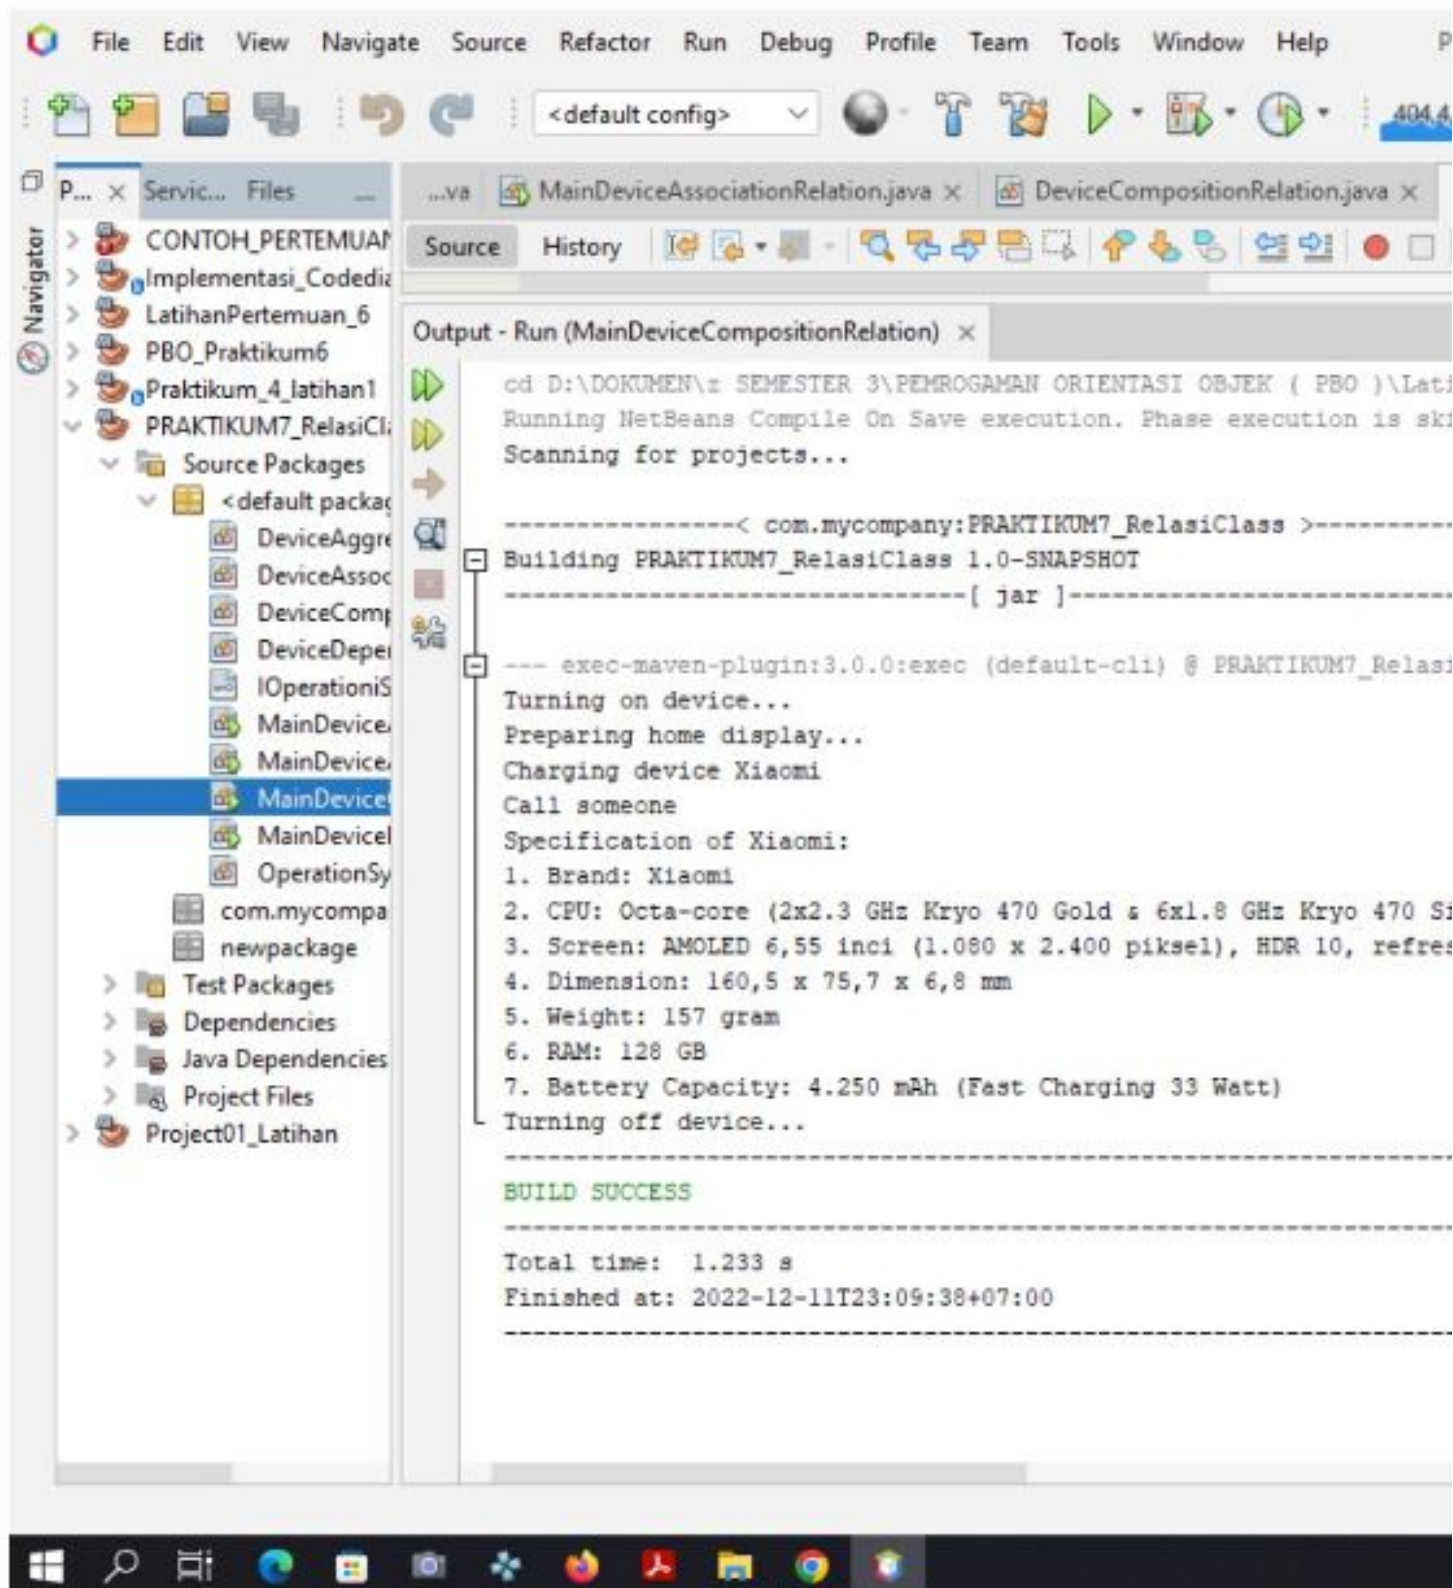 File Edit View Navigate Source Refactor Run Debug Profile Team Tools Window Help P
<default config> 404,4
P... × Servic... Files
...va MainDeviceAssociationRelation.java × DeviceCompositionRelation.java ×
Navigator
CONTOH_PERTEMUAN
Implementasi_Codedia
LatihanPertemuan_6
PBO_Praktikum6
Praktikum_4_latihan1
PRAKTIKUM7_RelasiCla
Source Packages
<default packag
DeviceAggre
DeviceAssoc
DeviceComp
DeviceDepe
IOperationiS
MainDevice
MainDevice
MainDevice
MainDevice
OperationSy
com.mycompa
newpackage
Test Packages
Dependencies
Java Dependencies
Project Files
Project01_Latihan
Source History
Output - Run (MainDeviceCompositionRelation) ×
cd D:\DOKUMEN\z SEMESTER 3\PEMROGAMAN ORIENTASI OBJEK ( PBO )\Lati
Running NetBeans Compile On Save execution. Phase execution is ski
Scanning for projects...
----------------< com.mycompany:PRAKTIKUM7_RelasiClass >----------
Building PRAKTIKUM7_RelasiClass 1.0-SNAPSHOT
--------------------------------[ jar ]---------------------------
--- exec-maven-plugin:3.0.0:exec (default-cli) @ PRAKTIKUM7_Relasi
Turning on device...
Preparing home display...
Charging device Xiaomi
Call someone
Specification of Xiaomi:
1. Brand: Xiaomi
2. CPU: Octa-core (2x2.3 GHz Kryo 470 Gold & 6x1.8 GHz Kryo 470 Si
3. Screen: AMOLED 6,55 inci (1.080 x 2.400 piksel), HDR 10, refres
4. Dimension: 160,5 x 75,7 x 6,8 mm
5. Weight: 157 gram
6. RAM: 128 GB
7. Battery Capacity: 4.250 mAh (Fast Charging 33 Watt)
Turning off device...
------------------------------------------------------------------
BUILD SUCCESS
------------------------------------------------------------------
Total time: 1.233 s
Finished at: 2022-12-11T23:09:38+07:00
------------------------------------------------------------------